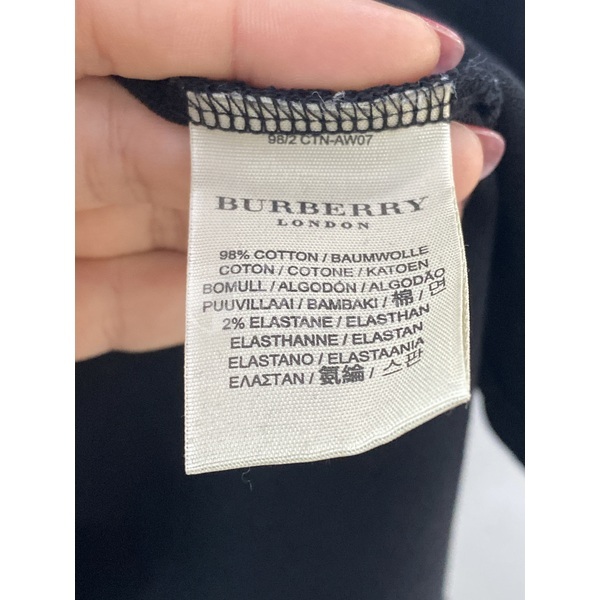 98/2 CTN-AW07
BURBERRY
LONDON
98% COTTON / BAUMWOLLE
COTON / COTONE / KATOEN
BOMULL / ALGODÓN / ALGODÃO
PUUVILLAAI / BAMBAKI / 棉 / 면
2% ELASTANE / ELASTHAN
ELASTHANNE / ELASTAN
ELASTANO / ELASTAANIA
ΕΛΑΣΤΑΝ / 氨綸 / 스판